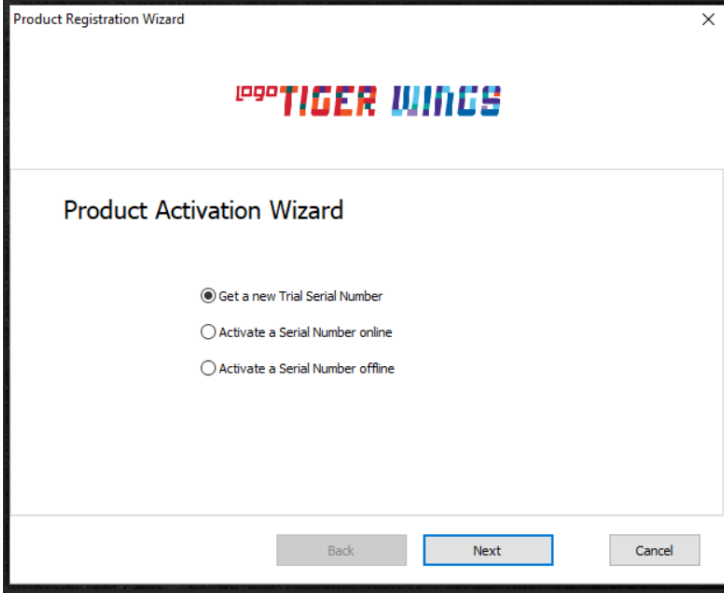 Product Registration Wizard
LOGO TIGER WINGS
Product Activation Wizard
Get a new Trial Serial Number
Activate a Serial Number online
Activate a Serial Number offline
Back Next Cancel